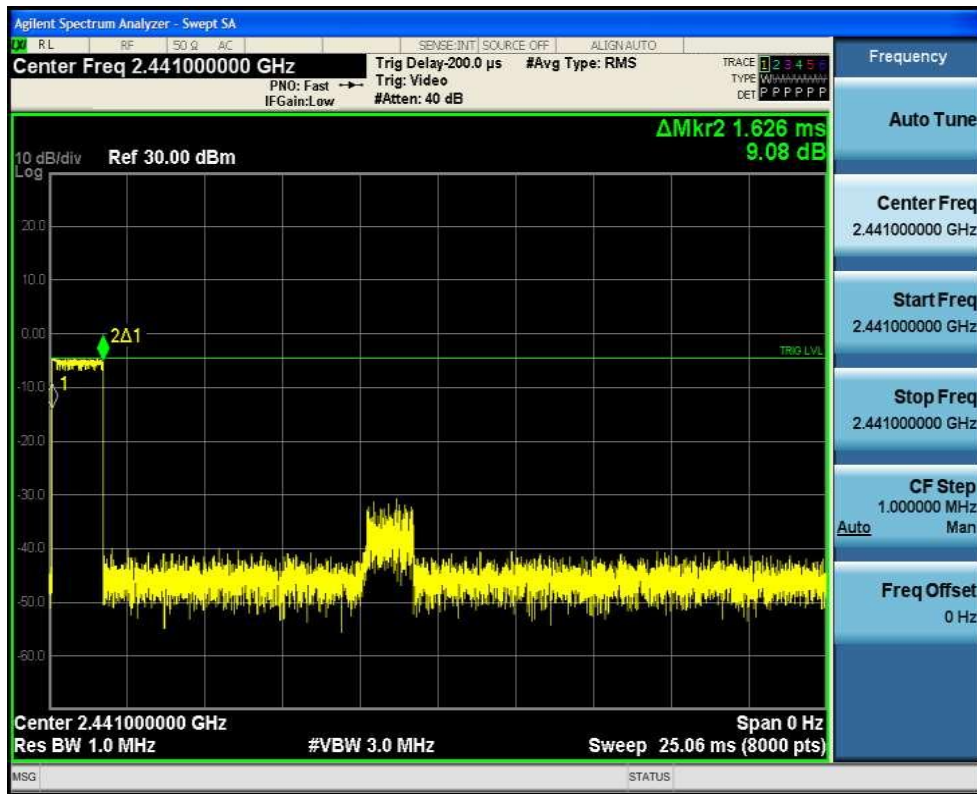 Agilent Spectrum Analyzer - Swept SA
LXI RL RF 50 Ω AC SENSE:INT SOURCE OFF ALIGN AUTO
Center Freq 2.441000000 GHz
PNO: Fast
IFGain:Low
Trig Delay-200.0 µs
Trig: Video
#Atten: 40 dB
#Avg Type: RMS
TRACE 1 2 3 4 5 6
TYPE W
DET P P P P P P
ΔMkr2 1.626 ms
9.08 dB
10 dB/div
Log
Ref 30.00 dBm
20.0
10.0
0.00
-10.0
-20.0
-30.0
-40.0
-50.0
-60.0
2Δ1
1
TRIG LVL
Center 2.441000000 GHz
Span 0 Hz
Res BW 1.0 MHz
#VBW 3.0 MHz
Sweep 25.06 ms (8000 pts)
MSG
STATUS
Frequency
Auto Tune
Center Freq
2.441000000 GHz
Start Freq
2.441000000 GHz
Stop Freq
2.441000000 GHz
CF Step
1.000000 MHz
Auto Man
Freq Offset
0 Hz